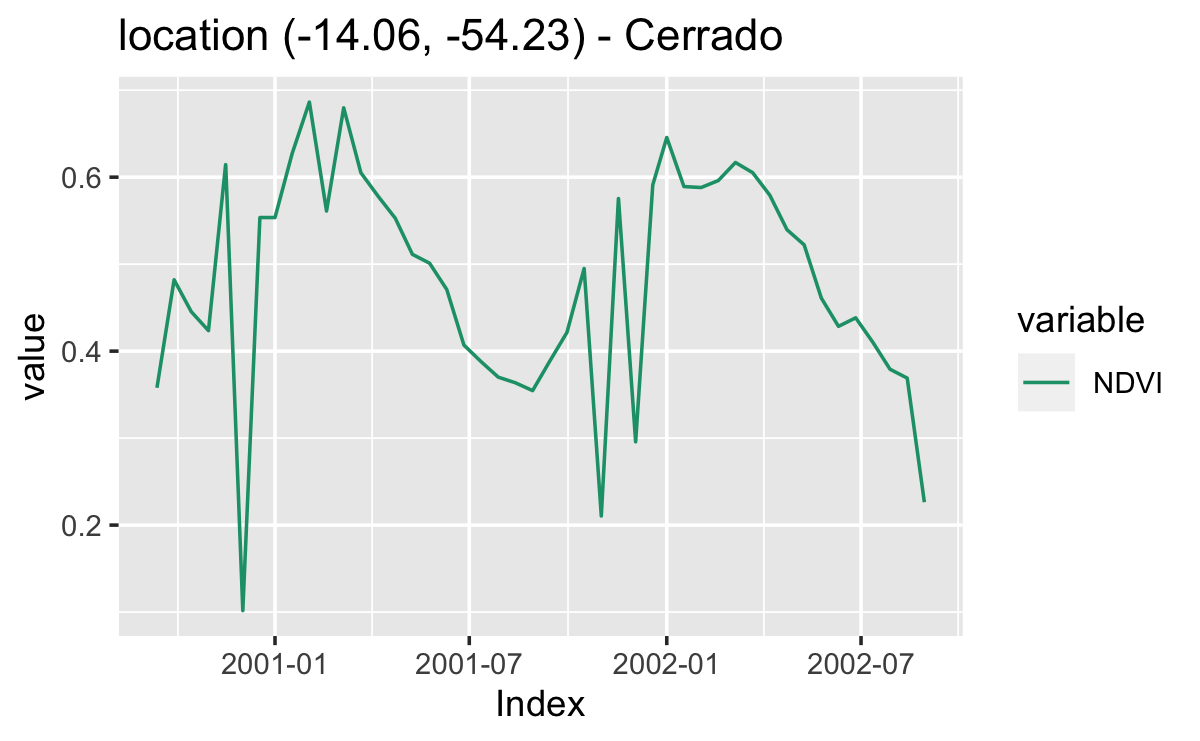 location (-14.06, -54.23) - Cerrado
0.6
0.4
0.2
value
2001-01
2001-07
2002-01
2002-07
Index
variable
NDVI